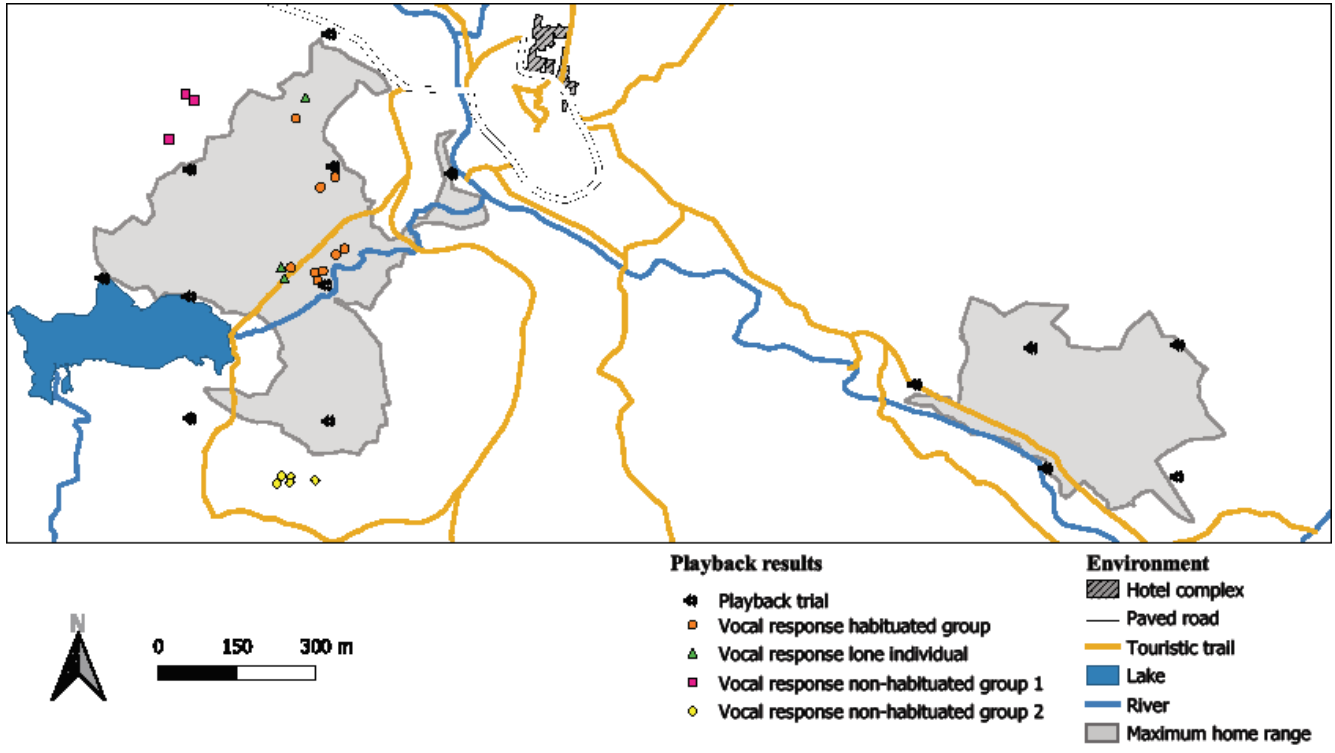 N
0 150 300 m
Playback results
Playback trial
Vocal response habituated group
Vocal response lone individual
Vocal response non-habituated group 1
Vocal response non-habituated group 2
Environment
Hotel complex
Paved road
Touristic trail
Lake
River
Maximum home range